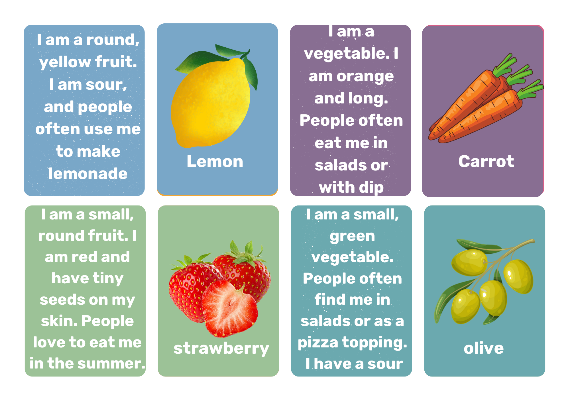 I am a round,
yellow fruit.
I am sour,
and people
often use me
to make
lemonade
Lemon
I am a
vegetable. I
am orange
and long.
People often
eat me in
salads or
with dip
Carrot
I am a small,
round fruit. I
am red and
have tiny
seeds on my
skin. People
love to eat me
in the summer.
strawberry
I am a small,
green
vegetable.
People often
find me in
salads or as a
pizza topping.
I have a sour
olive